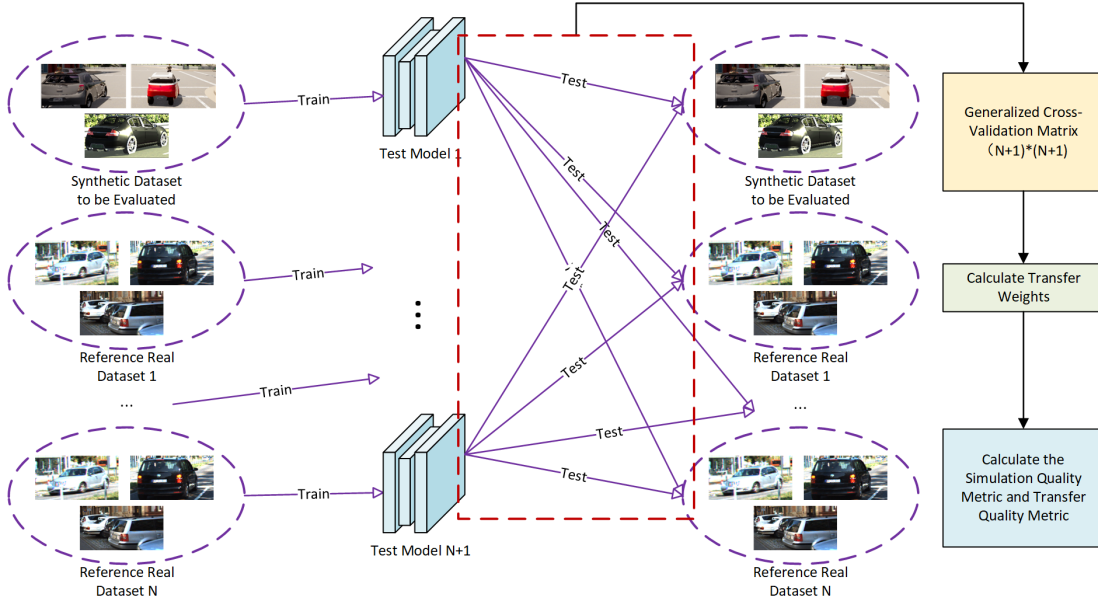 Synthetic Dataset
to be Evaluated
Reference Real
Dataset 1
...
Reference Real
Dataset N
Train
Train
Train
Train
Test Model 1
Test Model N+1
Test
Test
Test
Test
Test
Test
Test
Test
Synthetic Dataset
to be Evaluated
Reference Real
Dataset 1
...
Reference Real
Dataset N
Generalized Cross-
Validation Matrix
（N+1)*(N+1)
Calculate Transfer
Weights
Calculate the
Simulation Quality
Metric and Transfer
Quality Metric